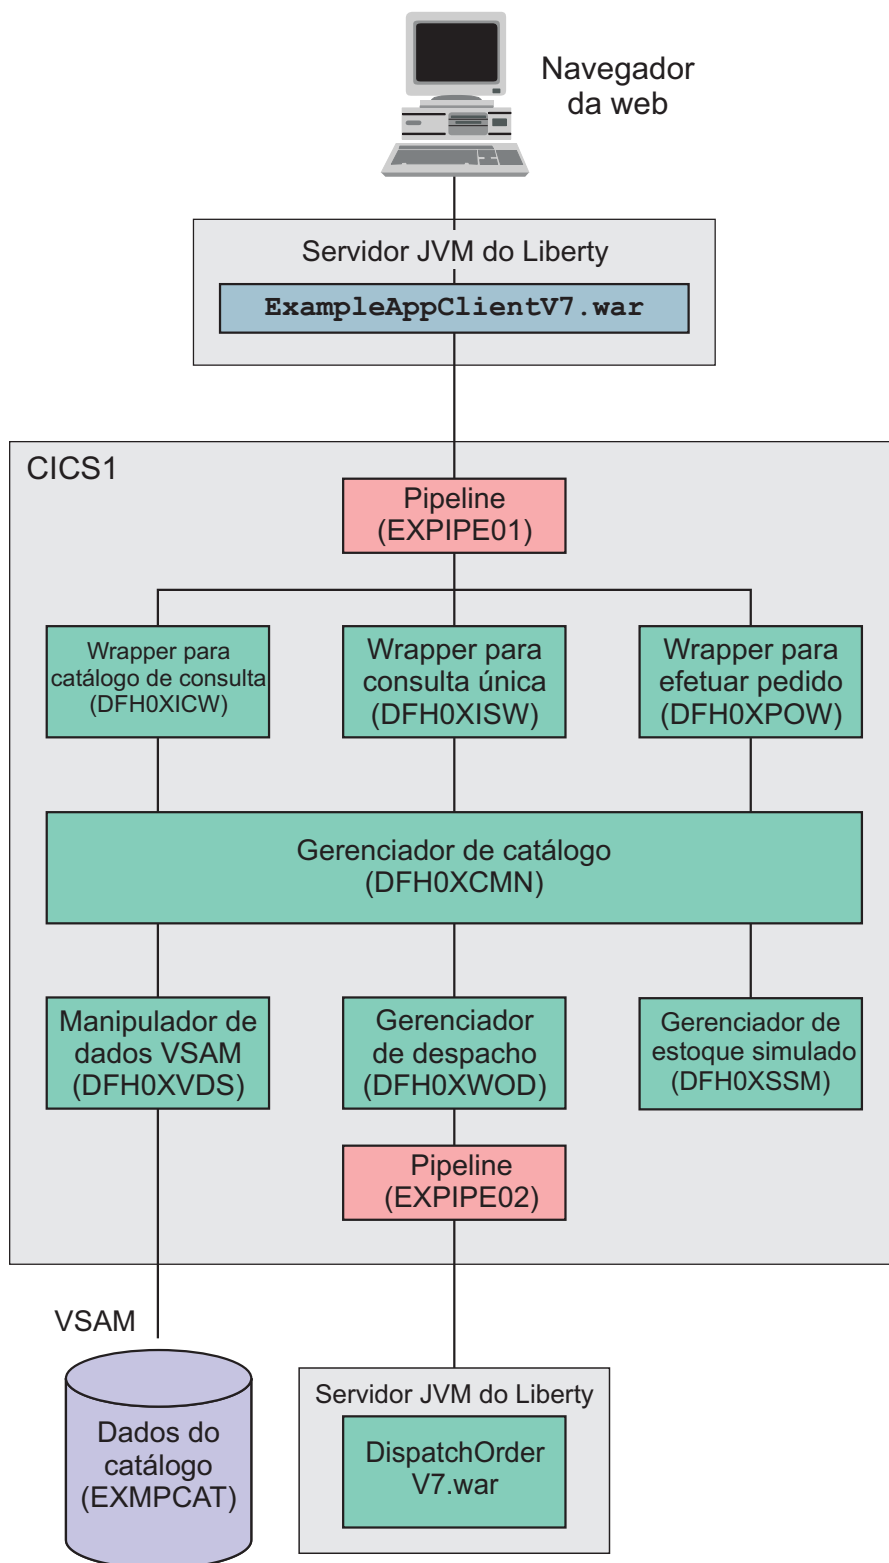 Navegador
da web
Servidor JVM do Liberty
ExampleAppClientV7.war
CICS1
Pipeline
(EXPIPE01)
Wrapper para
catálogo de consulta
(DFH0XICW)
Wrapper para
consulta única
(DFH0XISW)
Wrapper para
efetuar pedido
(DFH0XPOW)
Gerenciador de catálogo
(DFH0XCMN)
Manipulador de
dados VSAM
(DFH0XVDS)
Gerenciador
de despacho
(DFH0XWOD)
Gerenciador de
estoque simulado
(DFH0XSSM)
Pipeline
(EXPIPE02)
VSAM
Dados do
catálogo
(EXMPCAT)
Servidor JVM do Liberty
DispatchOrder
V7.war